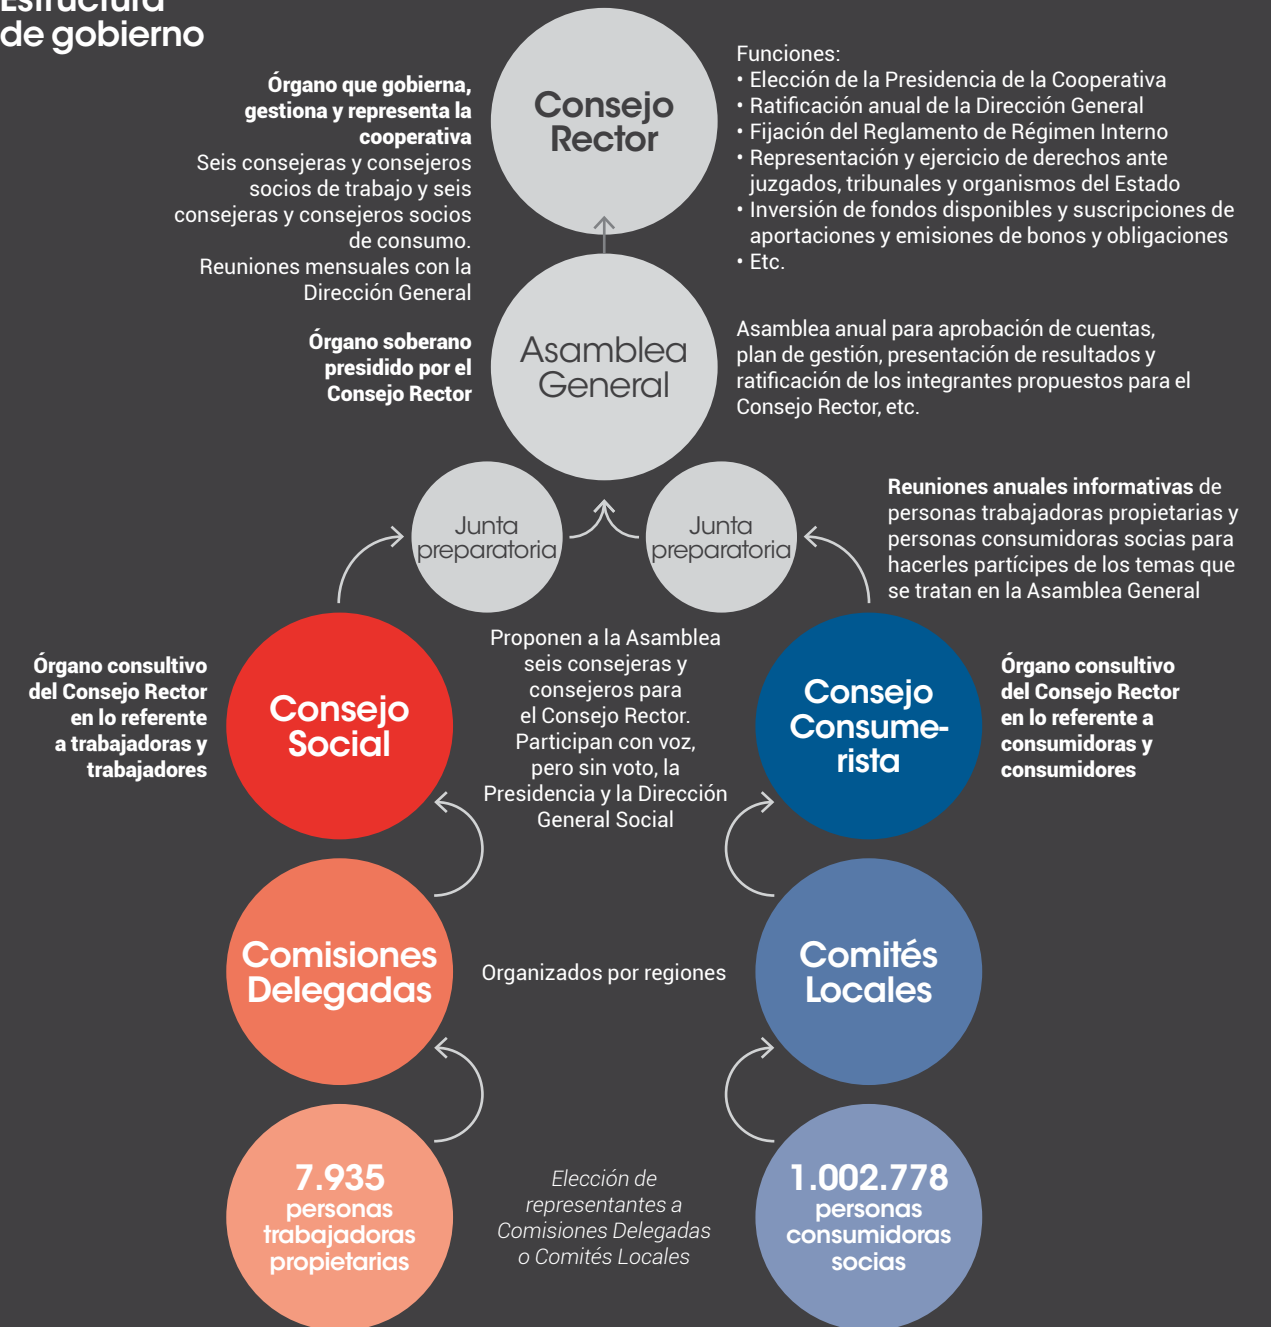 Estructura
de gobierno
Órgano que gobierna,
gestiona y representa la
cooperativa
Seis consejeras y consejeros
socios de trabajo y seis
consejeras y consejeros socios
de consumo.
Reuniones mensuales con la
Dirección General
Consejo
Rector
Funciones:
• Elección de la Presidencia de la Cooperativa
• Ratificación anual de la Dirección General
• Fijación del Reglamento de Régimen Interno
• Representación y ejercicio de derechos ante
juzgados, tribunales y organismos del Estado
• Inversión de fondos disponibles y suscripciones de
aportaciones y emisiones de bonos y obligaciones
• Etc.
Órgano soberano
presidido por el
Consejo Rector
Asamblea
General
Asamblea anual para aprobación de cuentas,
plan de gestión, presentación de resultados y
ratificación de los integrantes propuestos para el
Consejo Rector, etc.
Junta
preparatoria
Junta
preparatoria
Reuniones anuales informativas de
personas trabajadoras propietarias y
personas consumidoras socias para
hacerles partícipes de los temas que
se tratan en la Asamblea General
Órgano consultivo
del Consejo Rector
en lo referente
a trabajadoras y
trabajadores
Consejo
Social
Proponen a la Asamblea
seis consejeras y
consejeros para
el Consejo Rector.
Participan con voz,
pero sin voto, la
Presidencia y la Dirección
General Social
Consejo
Consume-
rista
Órgano consultivo
del Consejo Rector
en lo referente a
consumidoras y
consumidores
Comisiones
Delegadas
Organizados por regiones
Comités
Locales
7.935
personas
trabajadoras
propietarias
Elección de
representantes a
Comisiones Delegadas
o Comités Locales
1.002.778
personas
consumidoras
socias